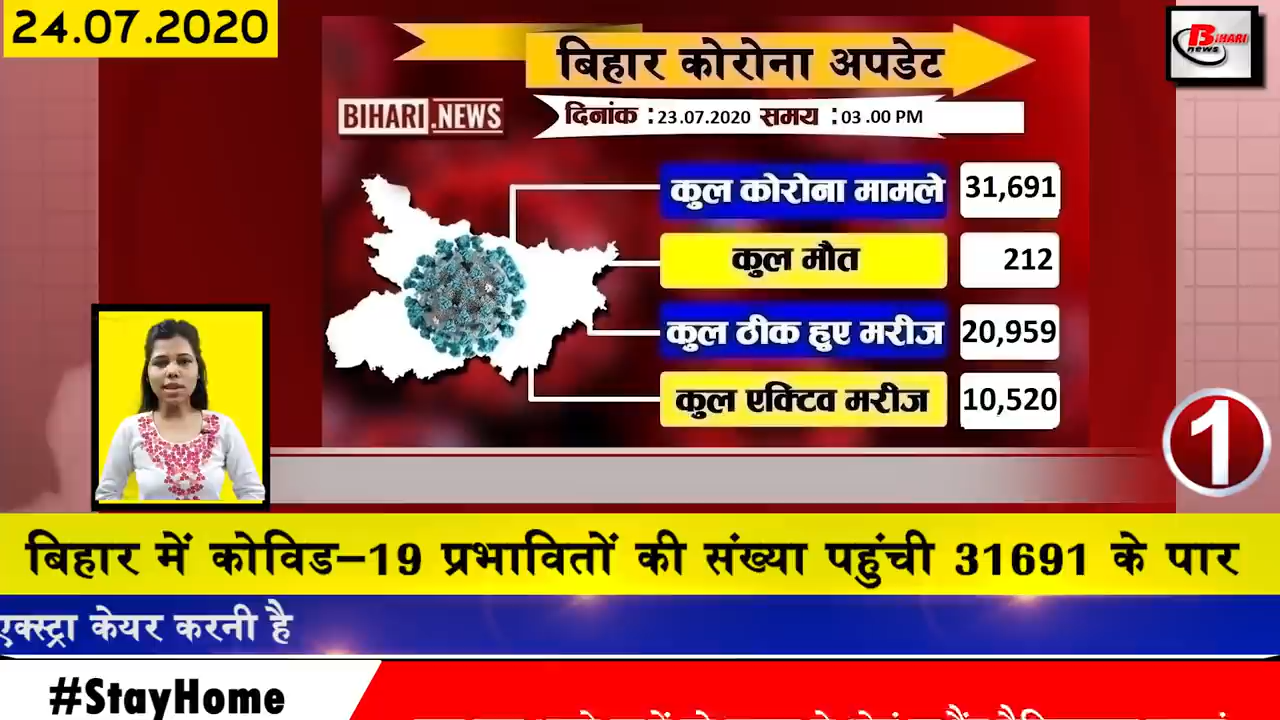 24.07.2020
बिहार कोरोना अपडेट
BIHARI
news
BIHARI.NEWS
दिनांक : 23.07.2020 समय : 03.00 PM
कुल कोरोना मामले 31,691
कुल मौत 212
कुल ठीक हुए मरीज 20,959
कुल एक्टिव मरीज 10,520
1
बिहार में कोविड-19 प्रभावितों की संख्या पहुंची 31691 के पार
एक्स्ट्रा केयर करनी है
#StayHome